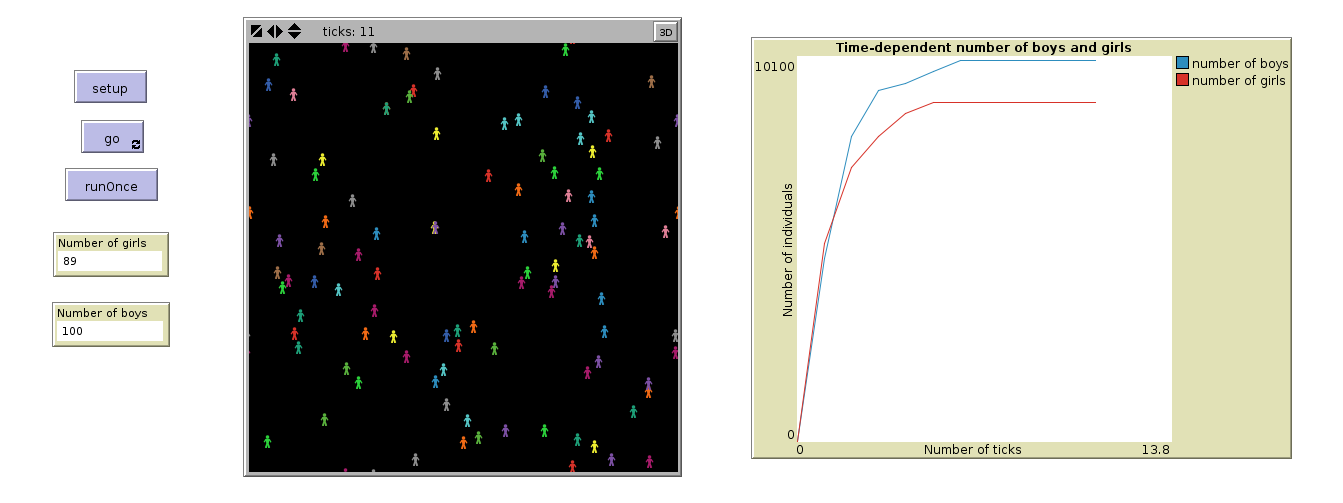 setup
go
runOnce
Number of girls
89
Number of boys
100
ticks: 11
3D
Time-dependent number of boys and girls
10100
0
Number of individuals
0
Number of ticks
13.8
number of boys
number of girls